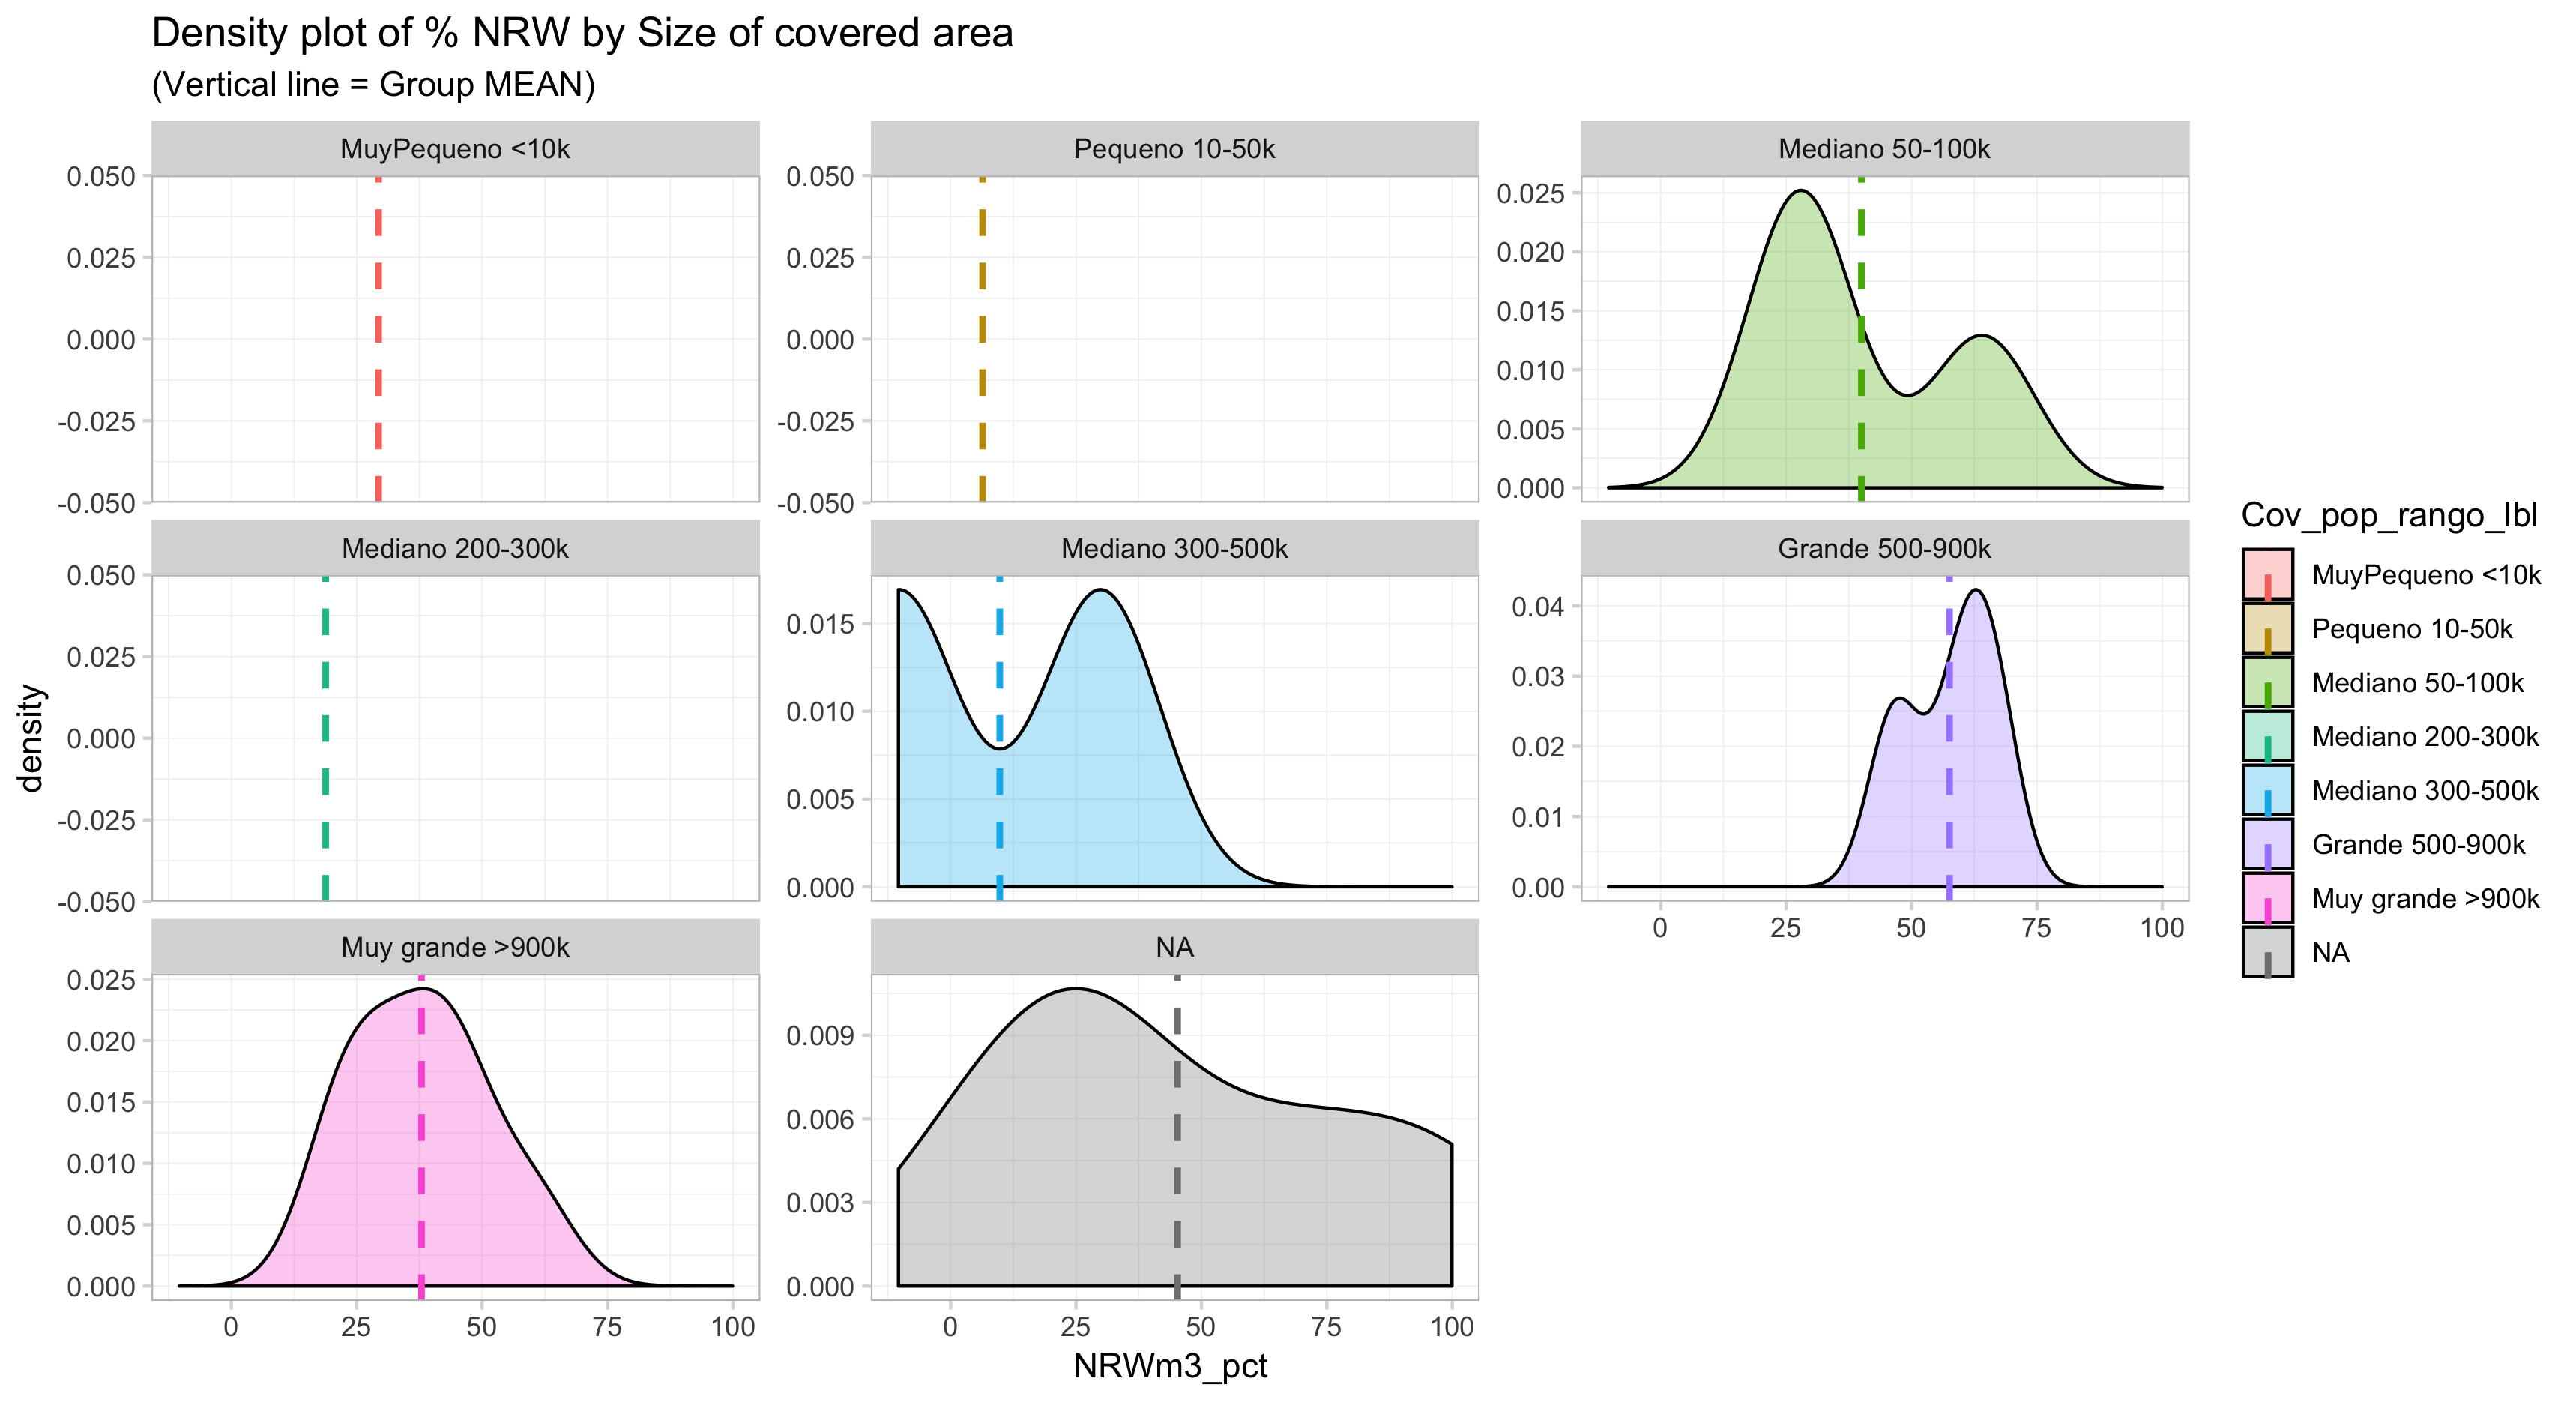 Density plot of % NRW by Size of covered area
(Vertical line = Group MEAN)
MuyPequeno <10k
Pequeno 10-50k
Mediano 50-100k
0.050
0.025
0.000
-0.025
-0.050
0.050
0.025
0.000
-0.025
-0.050
0.025
0.020
0.015
0.010
0.005
0.000
Mediano 200-300k
Mediano 300-500k
Grande 500-900k
0.050
0.025
0.000
-0.025
-0.050
0.015
0.010
0.005
0.000
0.04
0.03
0.02
0.01
0.00
0 25 50 75 100
Muy grande >900k
NA
0.025
0.020
0.015
0.010
0.005
0.000
0.009
0.006
0.003
0.000
0 25 50 75 100
0 25 50 75 100
density
NRWm3_pct
Cov_pop_rango_lbl
MuyPequeno <10k
Pequeno 10-50k
Mediano 50-100k
Mediano 200-300k
Mediano 300-500k
Grande 500-900k
Muy grande >900k
NA